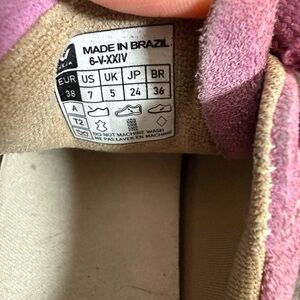 MADE IN BRAZIL
6-V-XXIV
EUR US UK JP BR
38 7 5 24 36
A
T2
DO NOT MACHINE WASH
NE PAS LAVER EN MACHINE